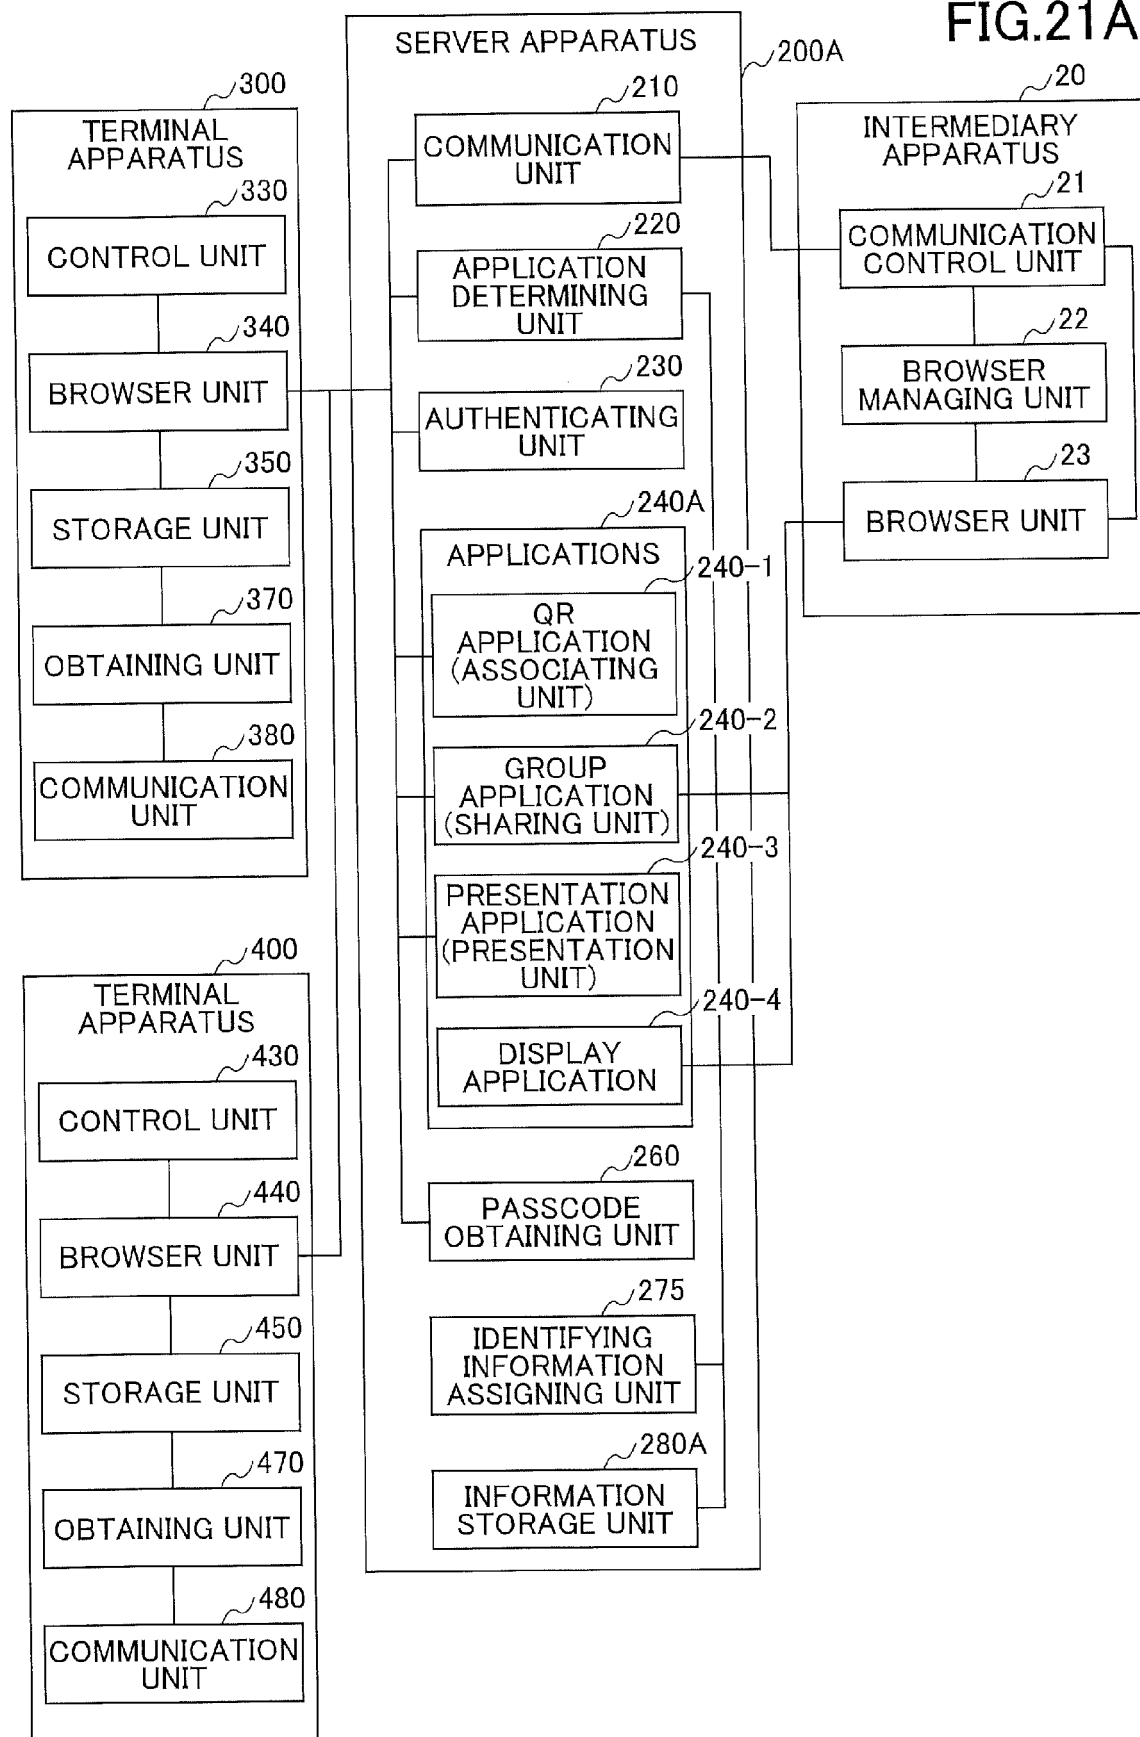 FIG.21A
SERVER APPARATUS
200A
210
COMMUNICATION
UNIT
220
APPLICATION
DETERMINING
UNIT
230
AUTHENTICATING
UNIT
240A
APPLICATIONS
240-1
QR
APPLICATION
(ASSOCIATING
UNIT)
240-2
GROUP
APPLICATION
(SHARING UNIT)
240-3
PRESENTATION
APPLICATION
(PRESENTATION
UNIT)
240-4
DISPLAY
APPLICATION
260
PASSCODE
OBTAINING UNIT
275
IDENTIFYING
INFORMATION
ASSIGNING UNIT
280A
INFORMATION
STORAGE UNIT
300
TERMINAL
APPARATUS
330
CONTROL UNIT
340
BROWSER UNIT
350
STORAGE UNIT
370
OBTAINING UNIT
380
COMMUNICATION
UNIT
400
TERMINAL
APPARATUS
430
CONTROL UNIT
440
BROWSER UNIT
450
STORAGE UNIT
470
OBTAINING UNIT
480
COMMUNICATION
UNIT
20
INTERMEDIARY
APPARATUS
21
COMMUNICATION
CONTROL UNIT
22
BROWSER
MANAGING UNIT
23
BROWSER UNIT